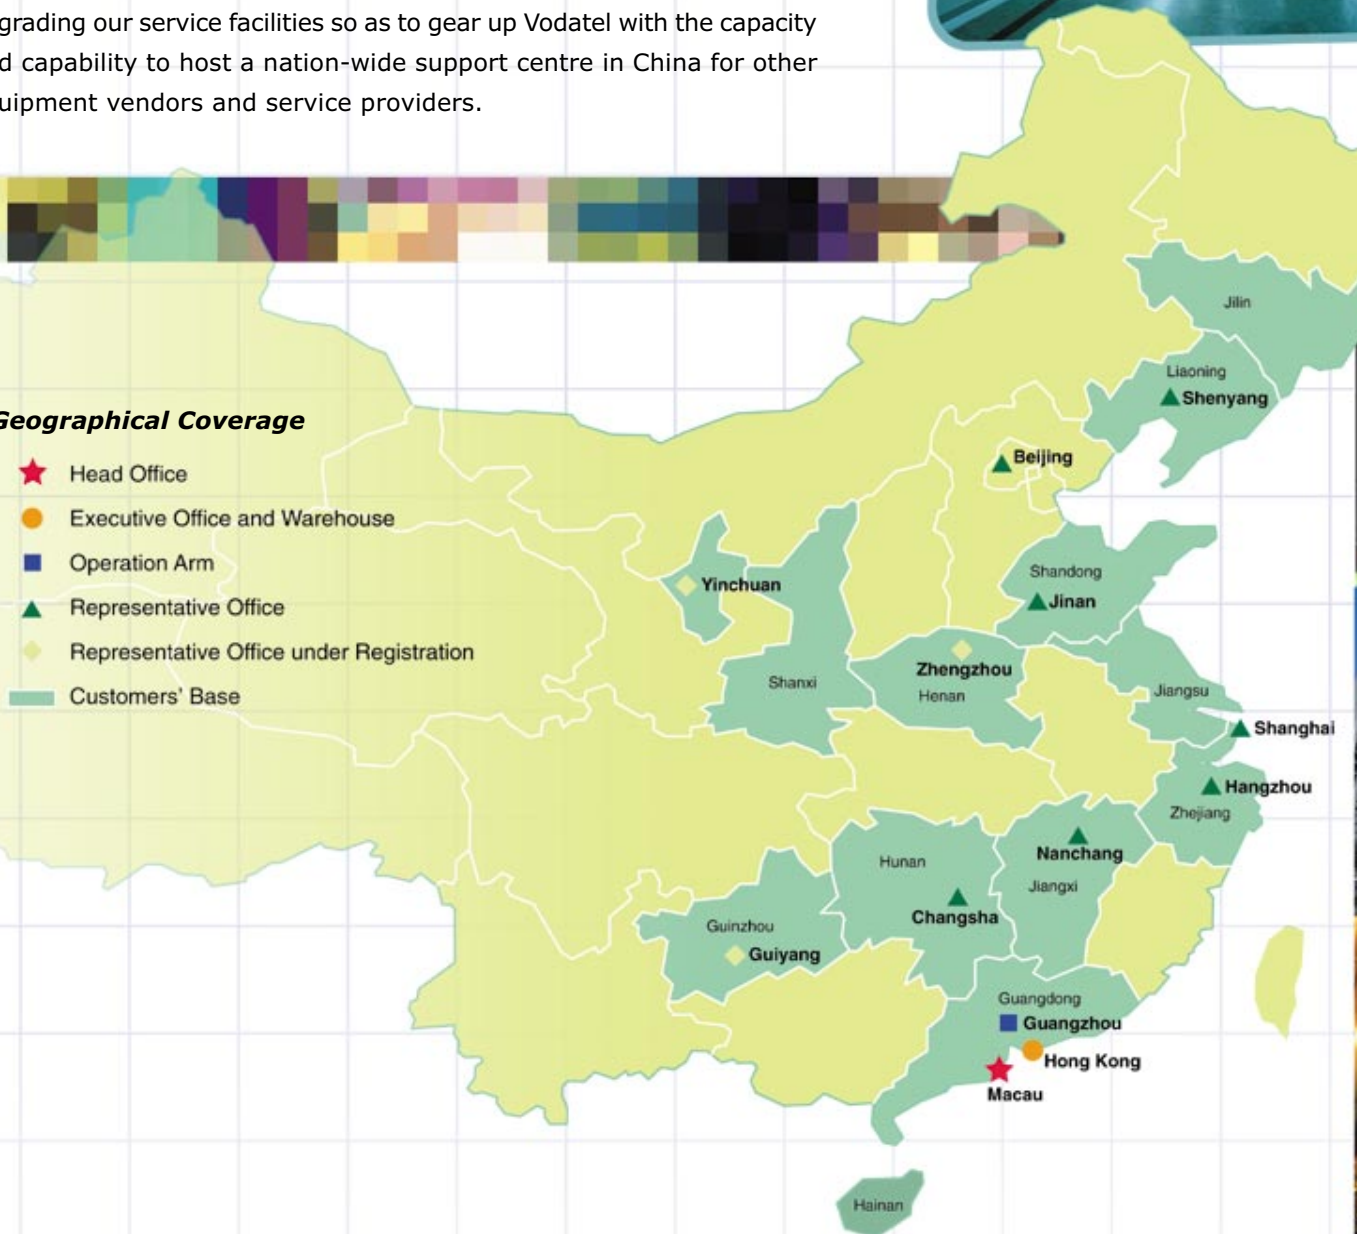 grading our service facilities so as to gear up Vodatel with the capacity
d capability to host a nation-wide support centre in China for other
uipment vendors and service providers.
Geographical Coverage
Head Office
Executive Office and Warehouse
Operation Arm
Representative Office
Representative Office under Registration
Customers' Base
Jilin
Liaoning
Shenyang
Beijing
Shandong
Jinan
Yinchuan
Zhengzhou
Henan
Shanxi
Jiangsu
Shanghai
Hangzhou
Zhejiang
Nanchang
Jiangxi
Hunan
Changsha
Guinzhou
Guiyang
Guangdong
Guangzhou
Hong Kong
Macau
Hainan